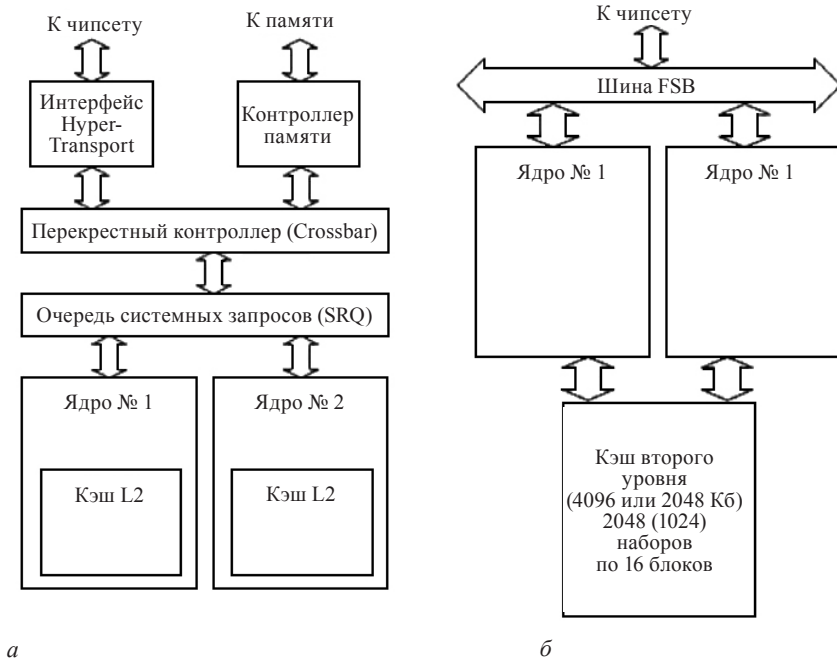 К чипсету
К памяти
Интерфейс
Hyper-
Transport
Контроллер
памяти
Перекрестный контроллер (Crossbar)
Очередь системных запросов (SRQ)
Ядро № 1
Ядро № 2
Кэш L2
Кэш L2
а
К чипсету
Шина FSB
Ядро № 1
Ядро № 1
Кэш второго
уровня
(4096 или 2048 Кб)
2048 (1024)
наборов
по 16 блоков
б